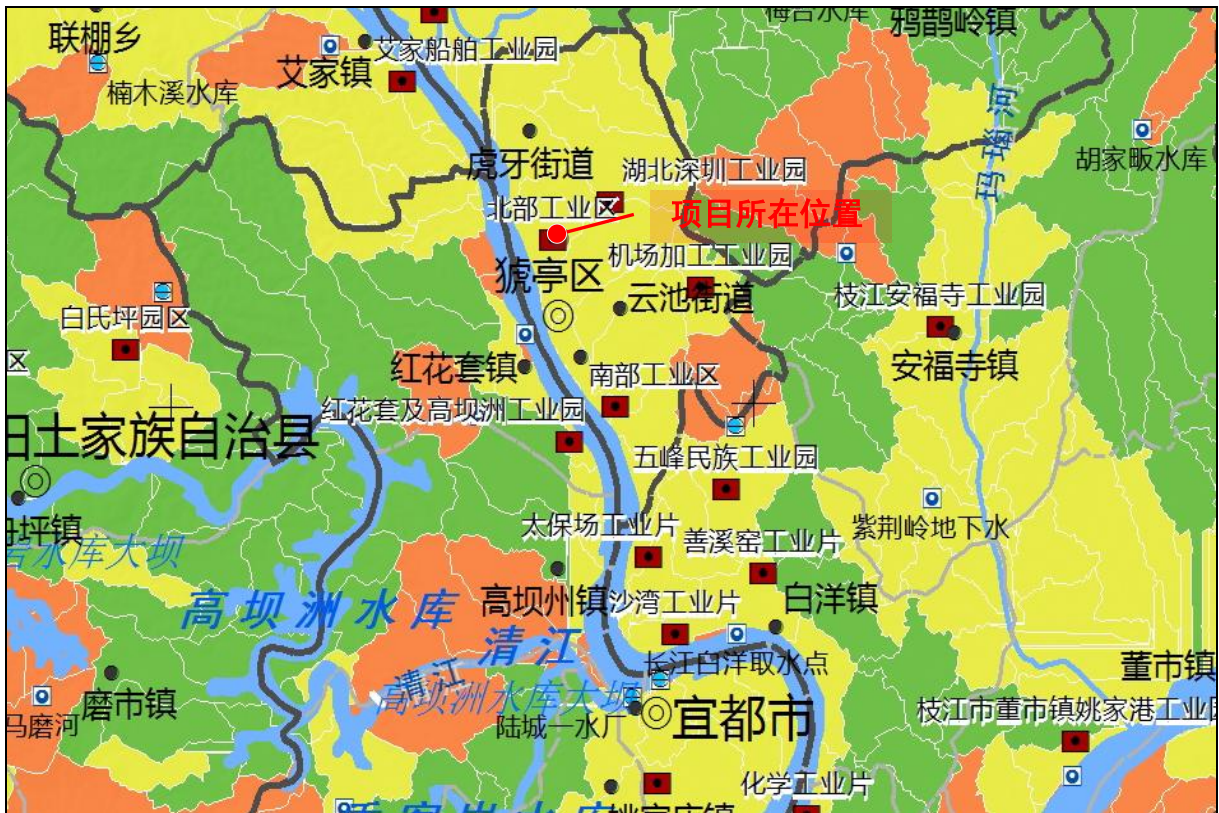 梅台水库
鸦鹊岭镇
联棚乡
艾家船舶工业园
艾家镇
楠木溪水库
玛瑙河
胡家畈水库
虎牙街道
湖北深圳工业园
北部工业区
项目所在位置
机场加工工业园
猇亭区
云池街道
枝江安福寺工业园
白氏坪园区
区
红花套镇
南部工业区
安福寺镇
红花套及高坝洲工业园
土家族自治县
五峰民族工业园
太保场工业片
善溪窑工业片
紫荆岭地下水
坪镇
水库大坝
高坝洲水库
高坝州镇
沙湾工业片
白洋镇
清江
长江白洋取水点
董市镇
清江
高坝洲水库大坝
磨市镇
马磨河
陆城一水厂
宜都市
枝江市董市镇姚家港工业园
化学工业片